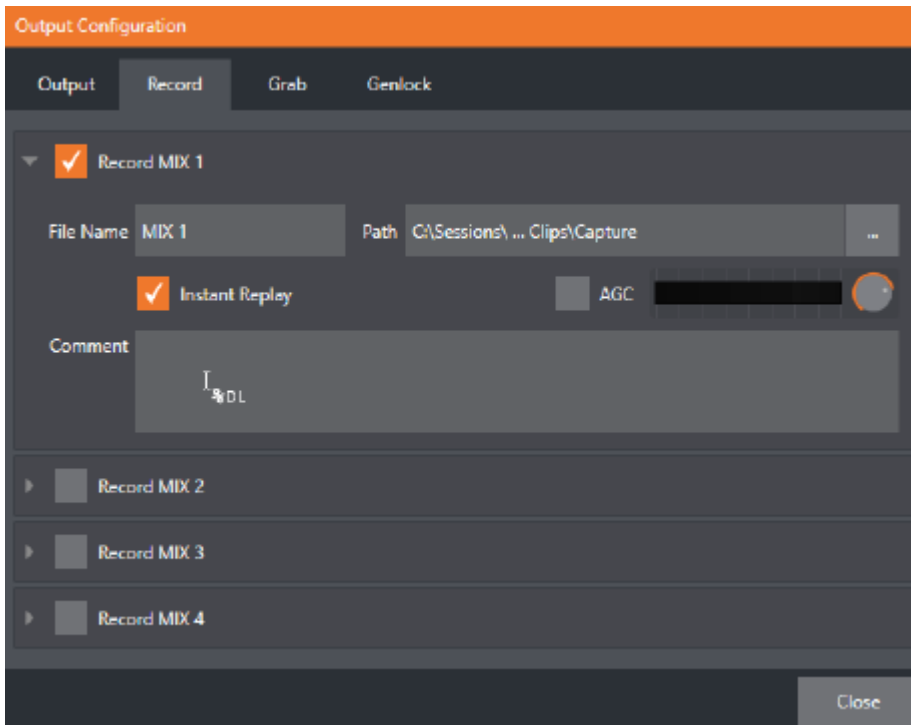 Output Configuration
Output Record Grab Genlock
Record MIX 1
File Name MIX 1 Path C:\Sessions\ ... Clips\Capture ...
Instant Replay AGC
Comment
DL
Record MIX 2
Record MIX 3
Record MIX 4
Close